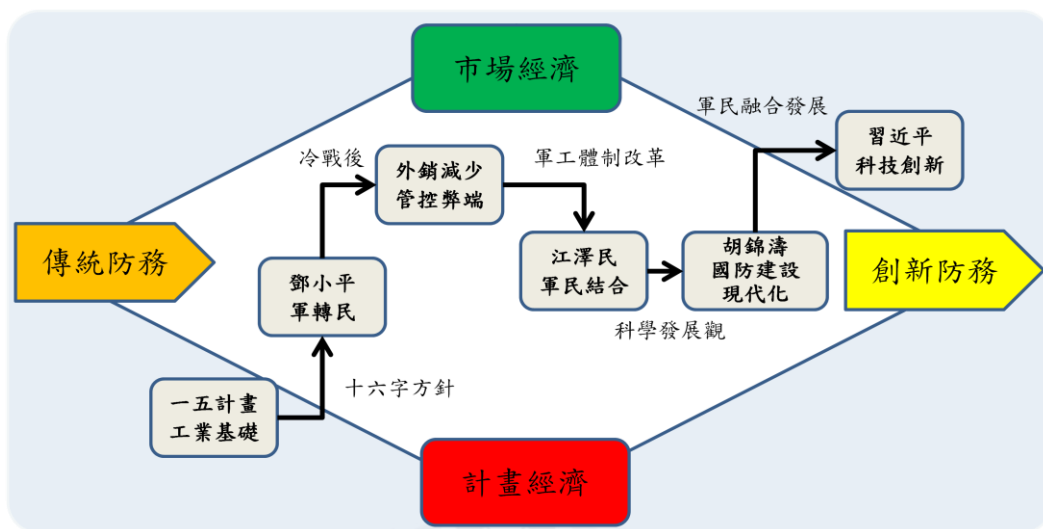 市場經濟
軍民融合發展
習近平
科技創新
冷戰後
外銷減少
管控弊端
軍工體制改革
傳統防務
鄧小平
軍轉民
江澤民
軍民結合
胡錦濤
國防建設
現代化
創新防務
科學發展觀
一五計畫
工業基礎
十六字方針
計畫經濟